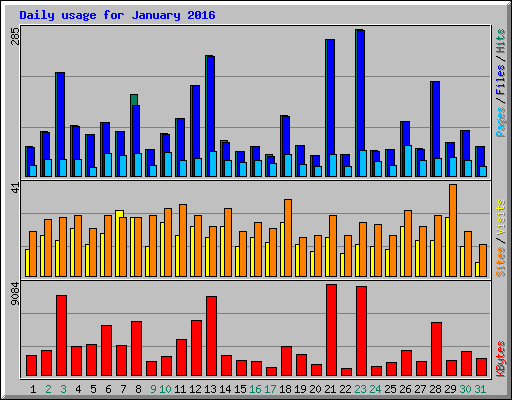 Daily usage for January 2016
285
Pages / Files / Hits
41
Sites / Visits
9084
KBytes
1 2 3 4 5 6 7 8 9 10 11 12 13 14 15 16 17 18 19 20 21 22 23 24 25 26 27 28 29 30 31